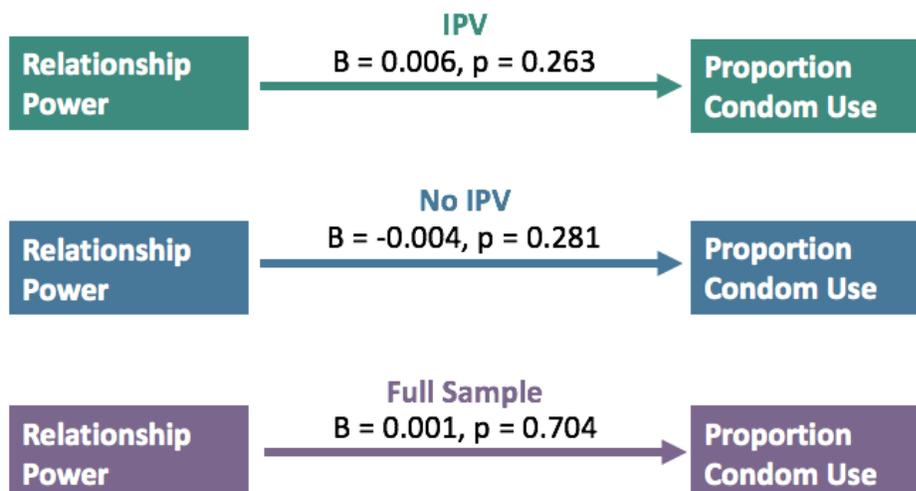 IPV
B = 0.006, p = 0.263
Relationship
Power
Proportion
Condom Use
No IPV
B = -0.004, p = 0.281
Relationship
Power
Proportion
Condom Use
Full Sample
B = 0.001, p = 0.704
Relationship
Power
Proportion
Condom Use